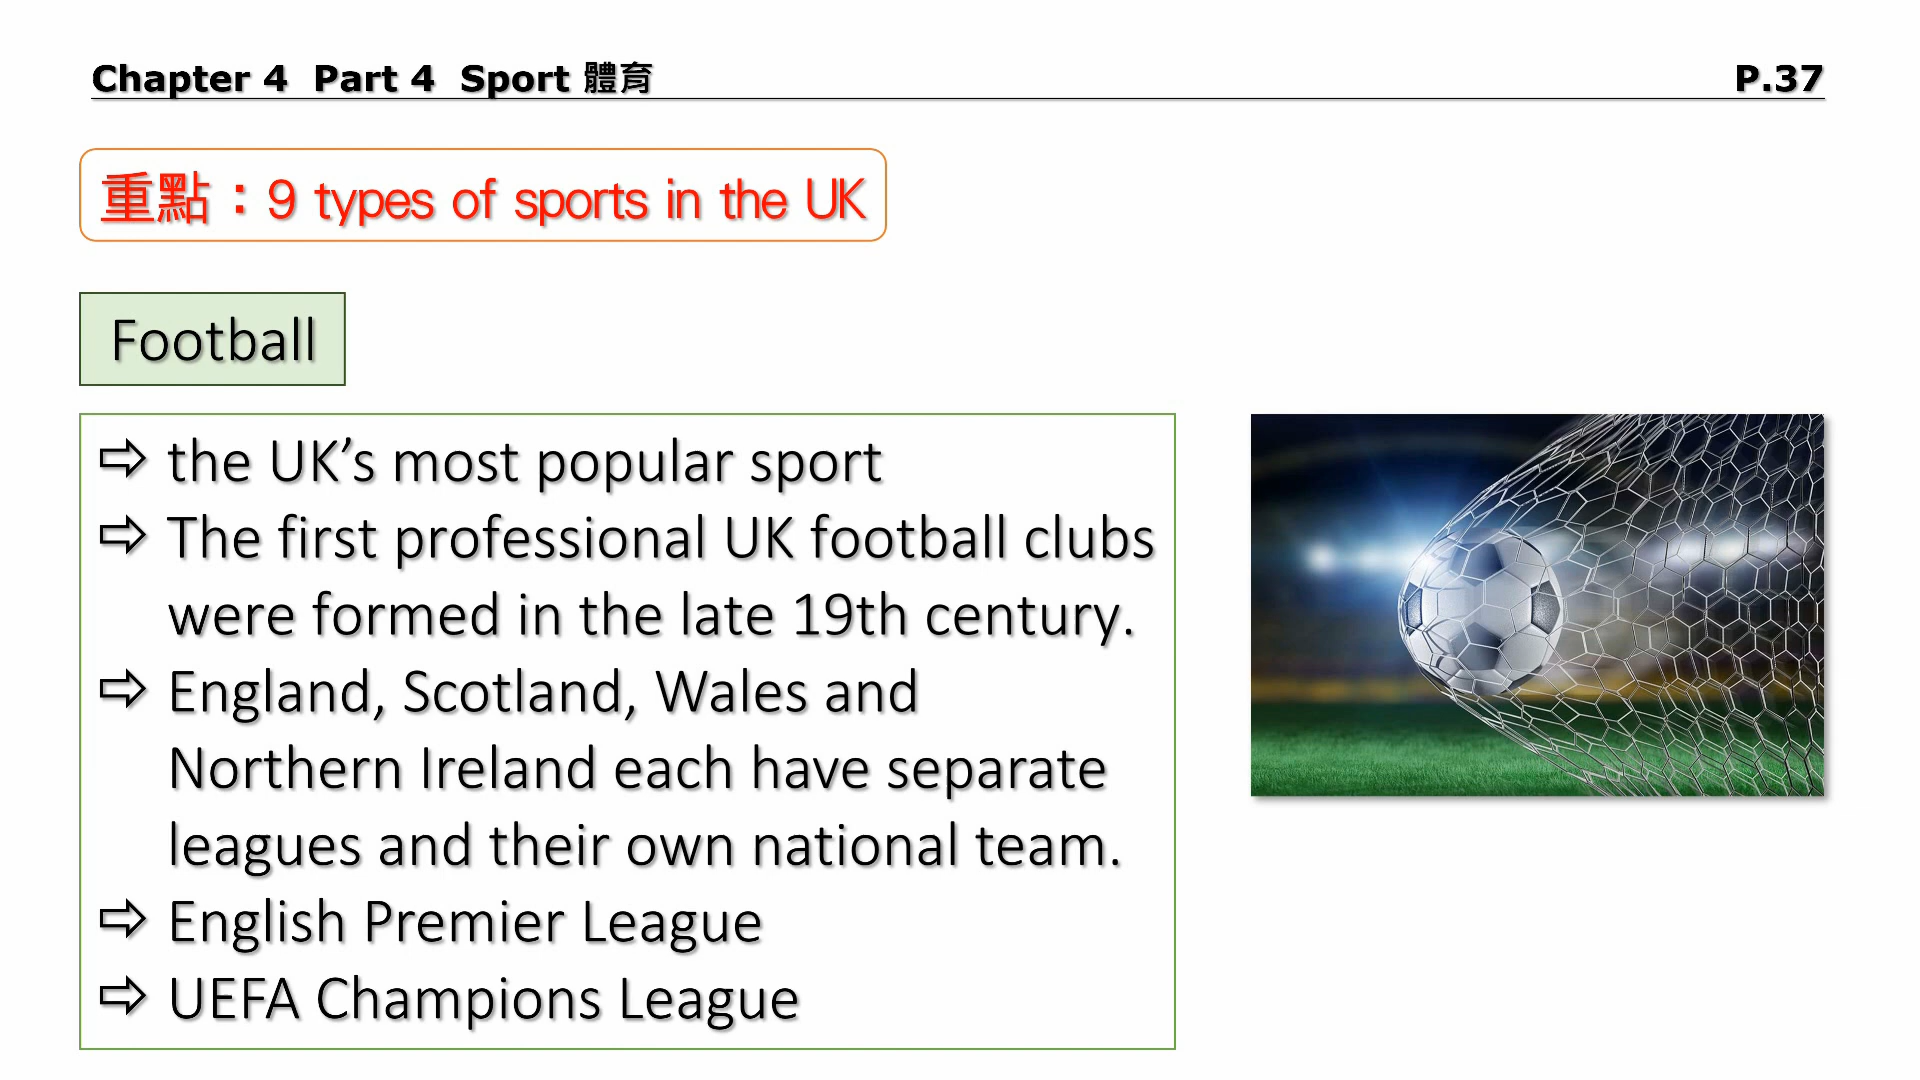 Chapter 4 Part 4 Sport 體育 P.37
重點：9 types of sports in the UK
Football
⇨ the UK’s most popular sport
⇨ The first professional UK football clubs
were formed in the late 19th century.
⇨ England, Scotland, Wales and
Northern Ireland each have separate
leagues and their own national team.
⇨ English Premier League
⇨ UEFA Champions League